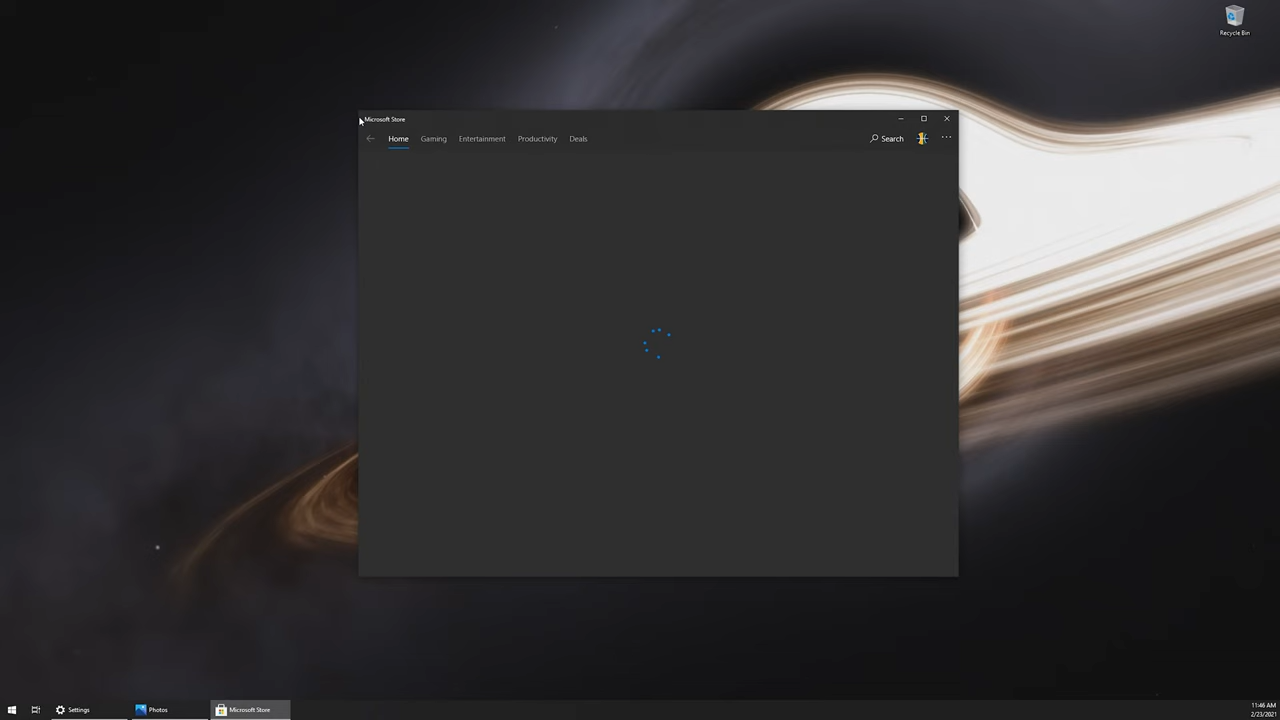 Recycle Bin
Microsoft Store
Home Gaming Entertainment Productivity Deals Search
Settings Photos Microsoft Store
11:46 AM
2/23/2021